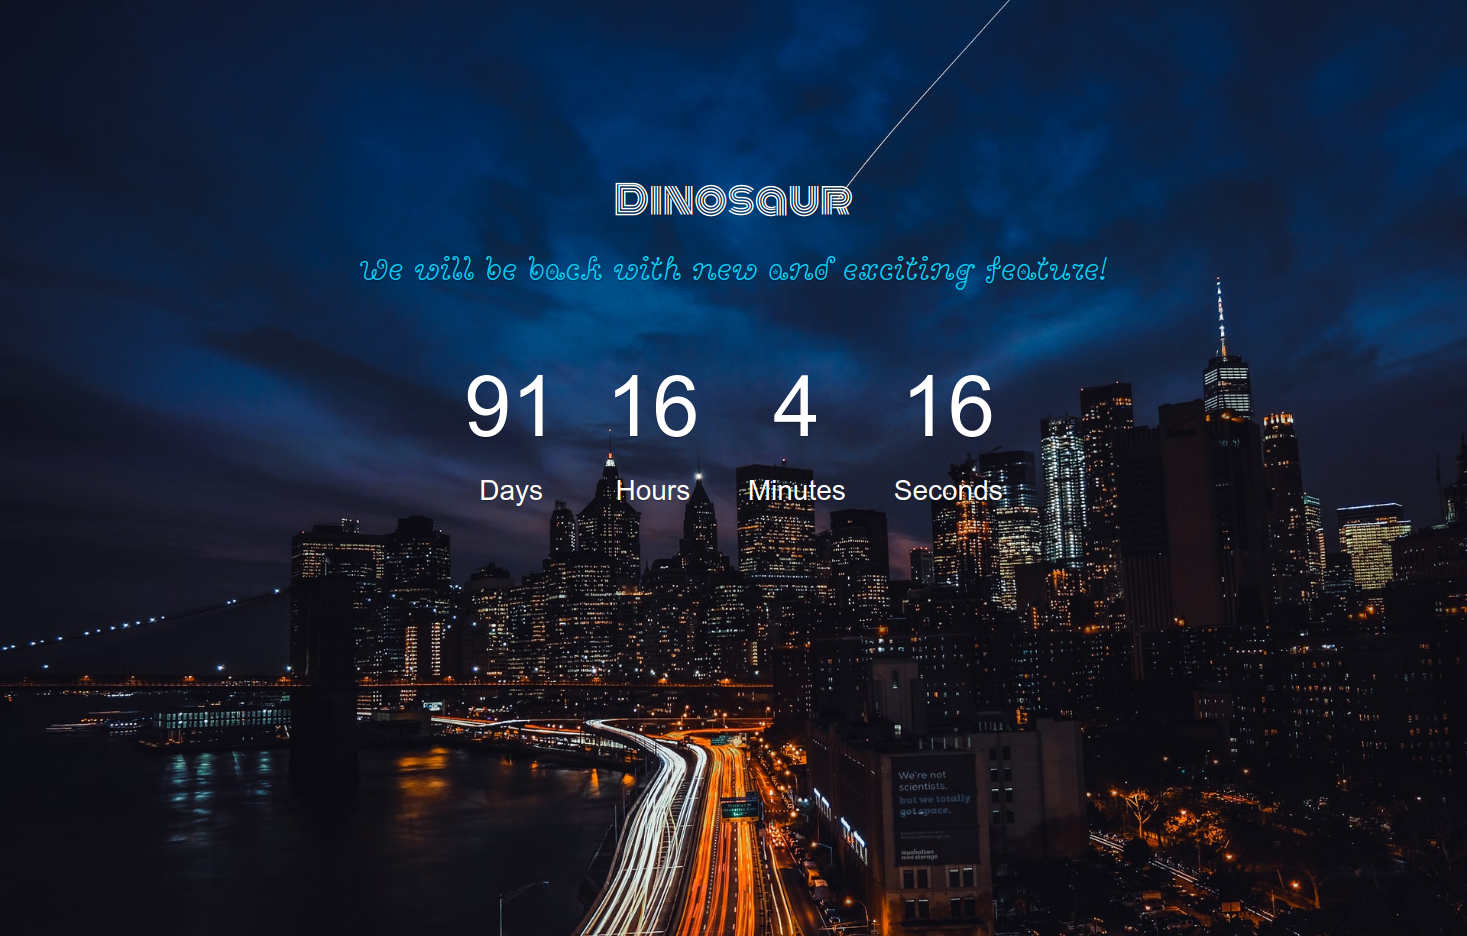 Dinosaur
We will be back with new and exciting feature!
91 16 4 16
Days Hours Minutes Seconds
We're not
scientists,
but we totally
got space.
manhattan
mini storage